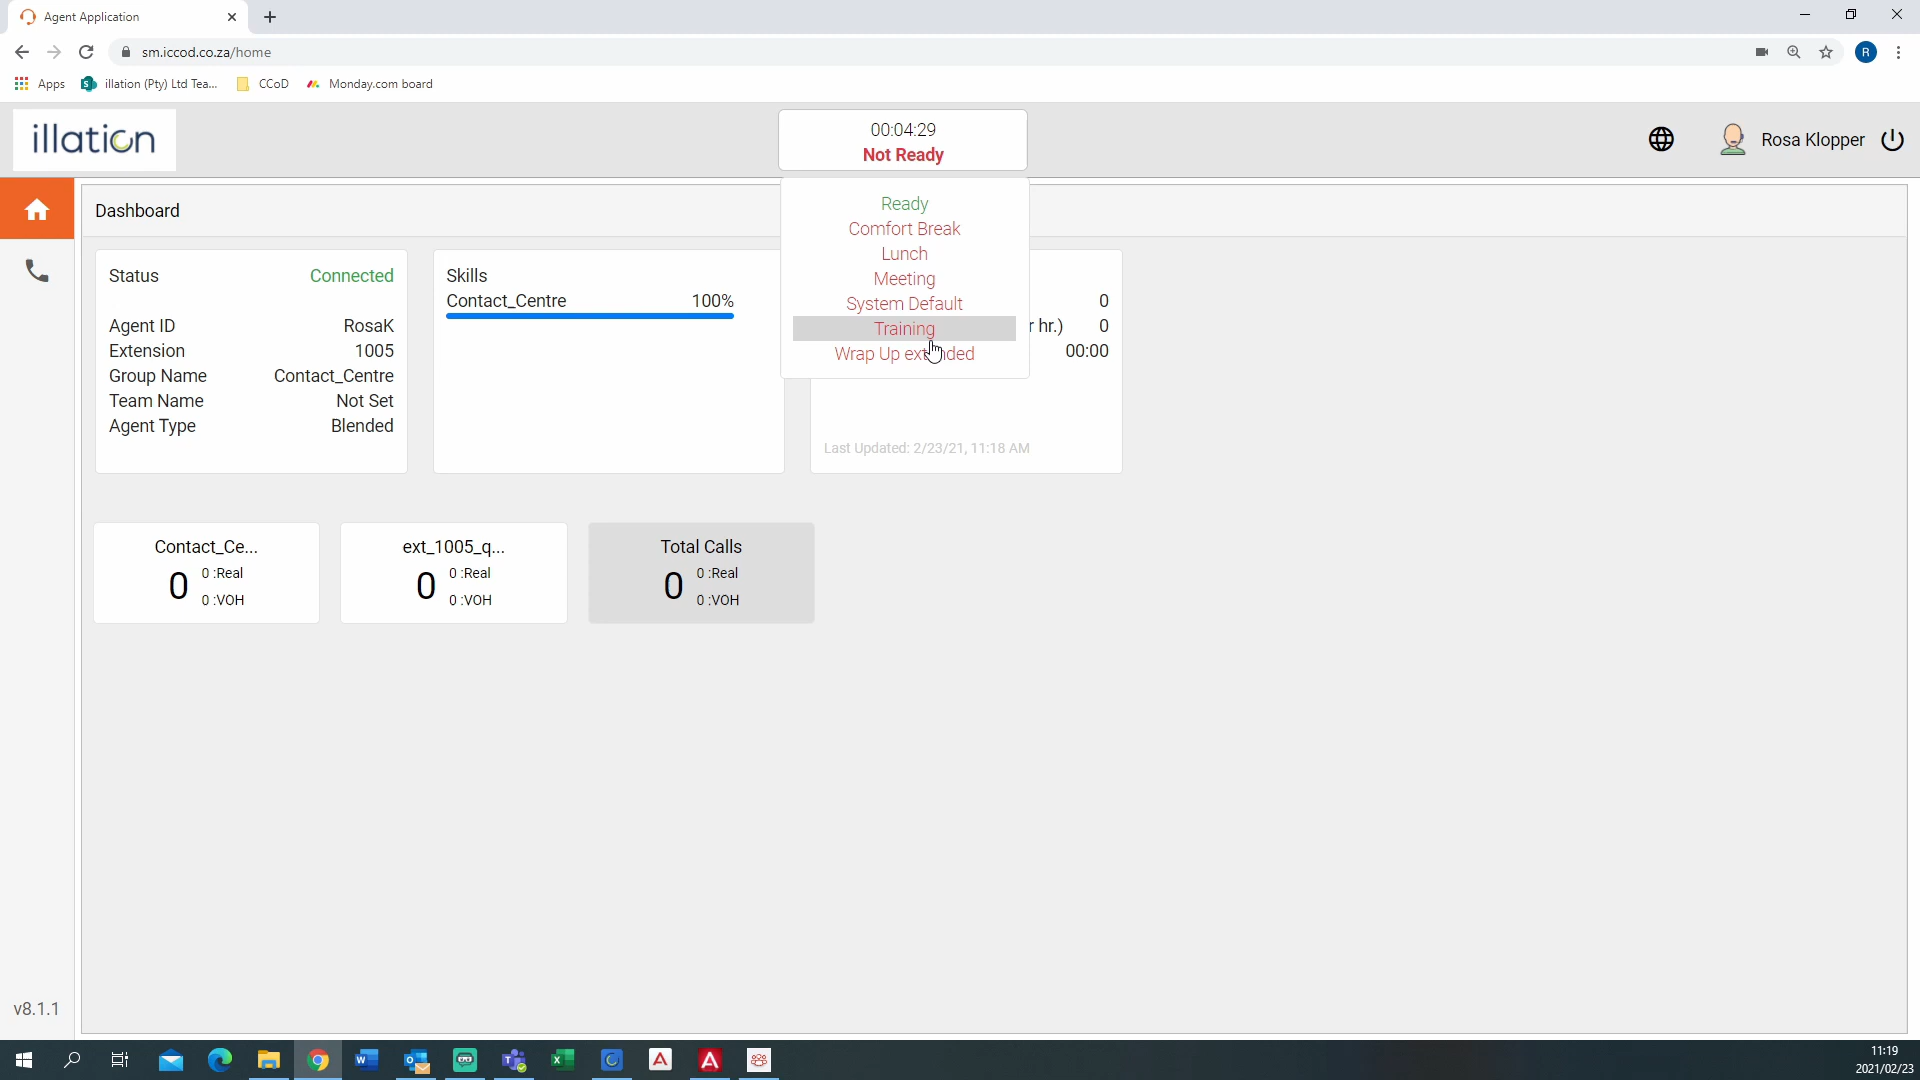 Agent Application
sm.iccod.co.za/home
R
Apps
illation (Pty) Ltd Tea...
CCoD
Monday.com board
illation
00:04:29
Not Ready
Rosa Klopper
Ready
Comfort Break
Lunch
Meeting
System Default
Training
Wrap Up extended
Dashboard
Status Connected
Agent ID RosaK
Extension 1005
Group Name Contact_Centre
Team Name Not Set
Agent Type Blended
Skills
Contact_Centre 100%
0
r hr.) 0
00:00
Last Updated: 2/23/21, 11:18 AM
Contact_Ce...
0 0 :Real
0 :VOH
ext_1005_q...
0 0 :Real
0 :VOH
Total Calls
0 0 :Real
0 :VOH
v8.1.1
11:19
2021/02/23